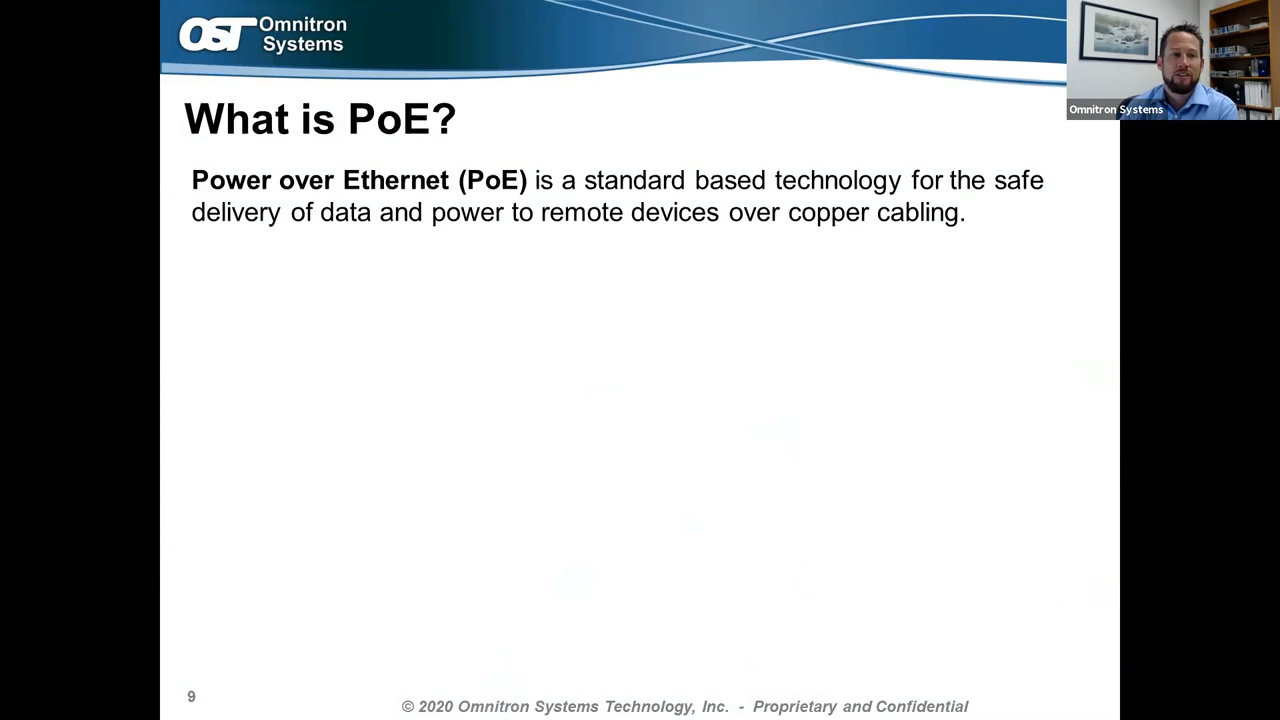 OST Omnitron
Systems
Omnitron Systems
What is PoE?
Power over Ethernet (PoE) is a standard based technology for the safe
delivery of data and power to remote devices over copper cabling.
9
© 2020 Omnitron Systems Technology, Inc. - Proprietary and Confidential